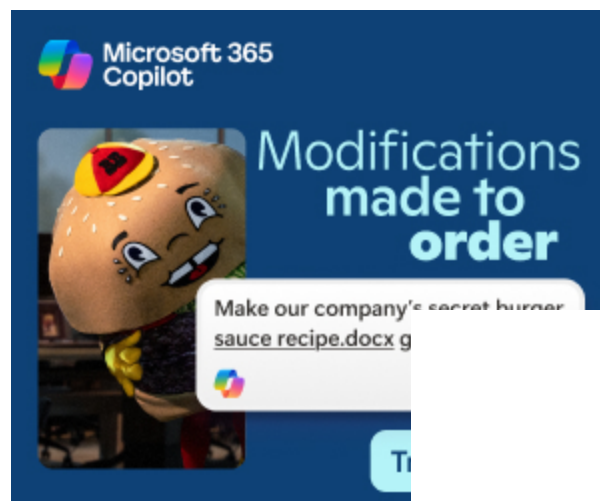 Microsoft 365
Copilot
Modifications
made to
order
Make our company's secret burger
sauce recipe.docx